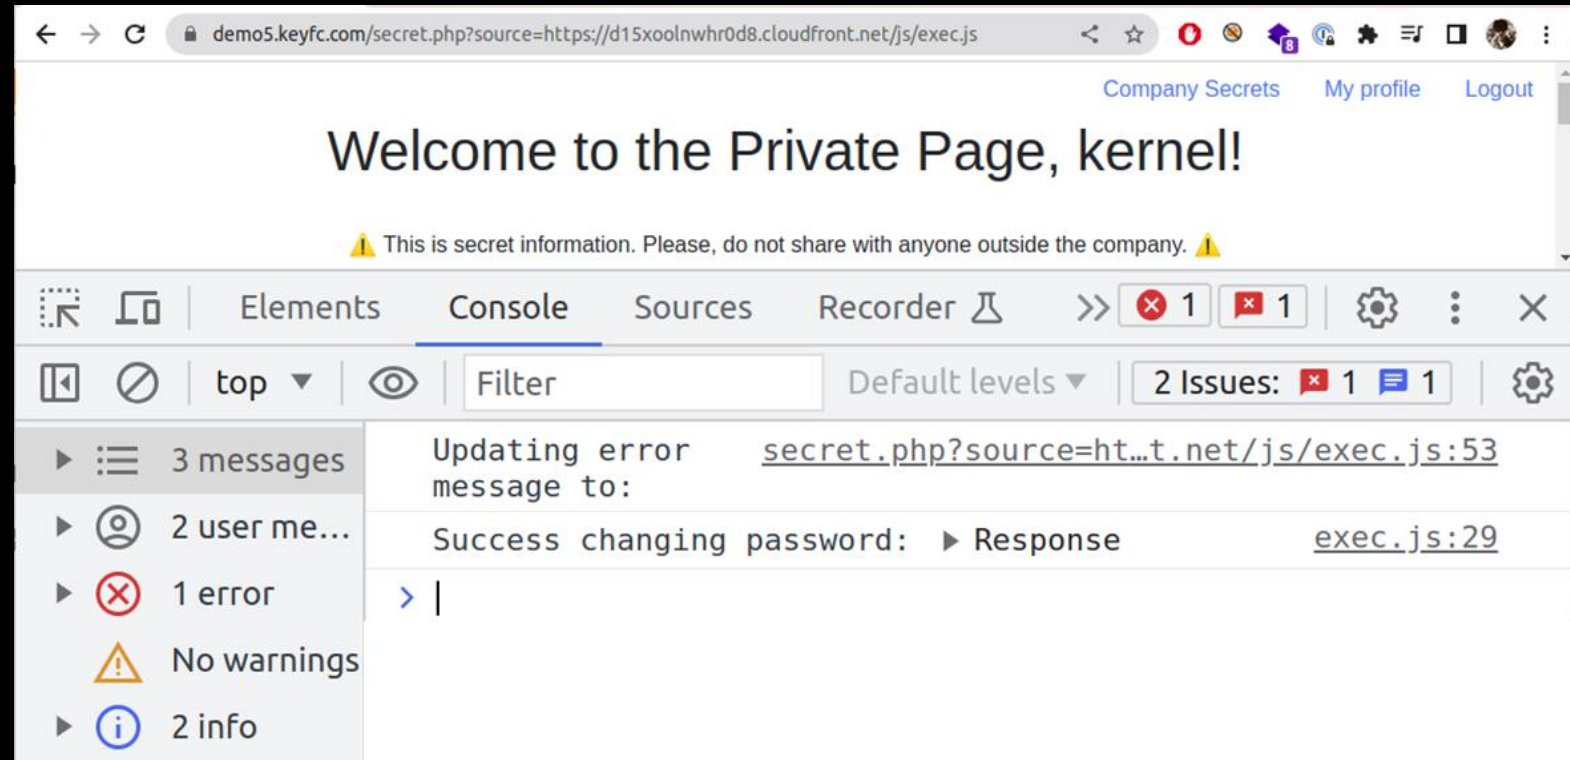 demo5.keyfc.com/secret.php?source=https://d15xoolnwhr0d8.cloudfront.net/js/exec.js
8
Company Secrets My profile Logout
Welcome to the Private Page, kernel!
⚠️ This is secret information. Please, do not share with anyone outside the company. ⚠️
Elements Console Sources Recorder 1 1
top Filter Default levels 2 Issues: 1 1
3 messages
2 user me…
1 error
No warnings
2 info
Updating error secret.php?source=ht…t.net/js/exec.js:53
message to:
Success changing password: Response exec.js:29